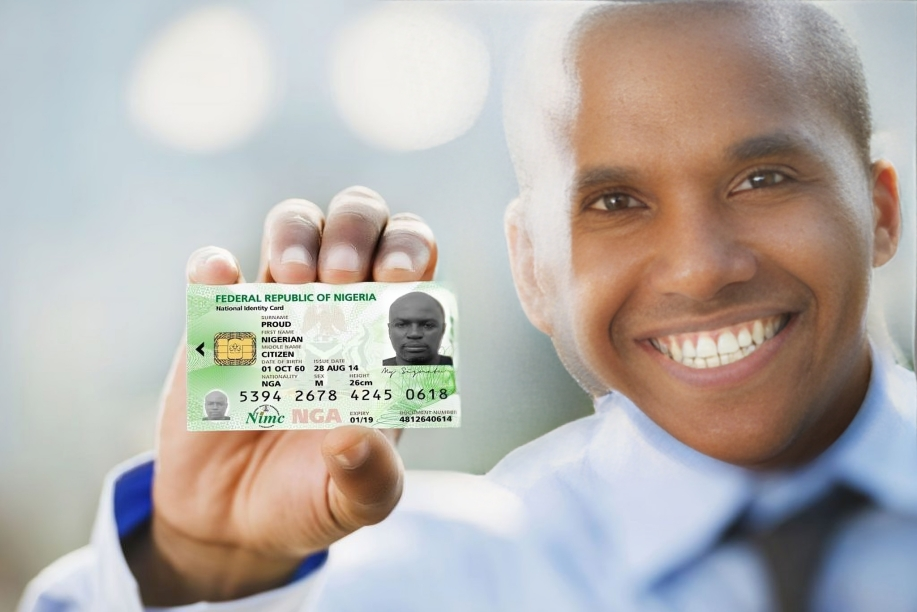 FEDERAL REPUBLIC OF NIGERIA
National Identity Card
SURNAME
PROUD
FIRST NAME
NIGERIAN
MIDDLE NAME
CITIZEN
DATE OF BIRTH ISSUE DATE
01 OCT 60 28 AUG 14
NATIONALITY SEX HEIGHT
NGA M 26cm
My Signature
5394 2678 4245 0618
Nimc NGA
EXPIRY DOCUMENT NUMBER
01/19 4812640614